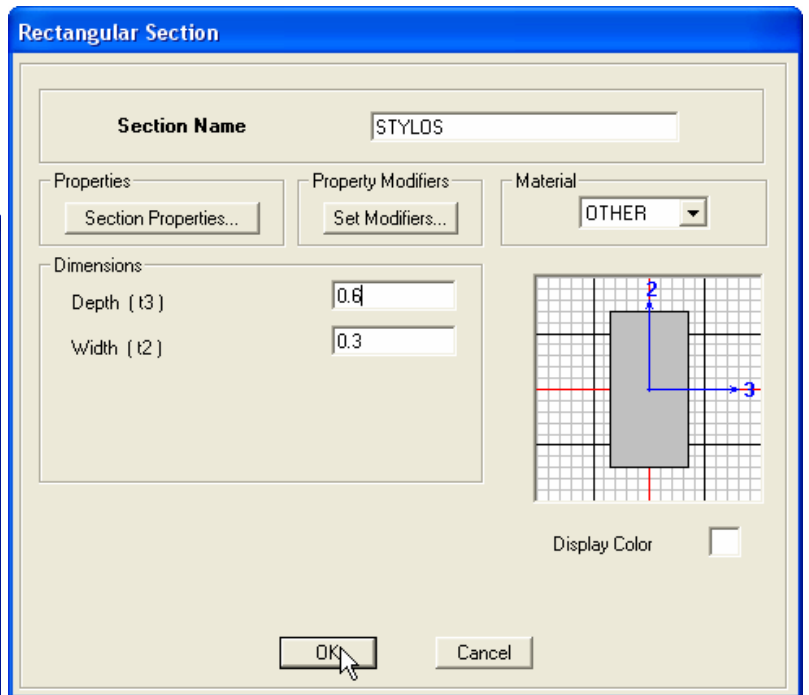 Rectangular Section
Section Name
STYLOS
Properties
Section Properties...
Property Modifiers
Set Modifiers...
Material
OTHER
Dimensions
Depth ( t3 )
0.6
Width ( t2 )
0.3
2
3
Display Color
OK
Cancel